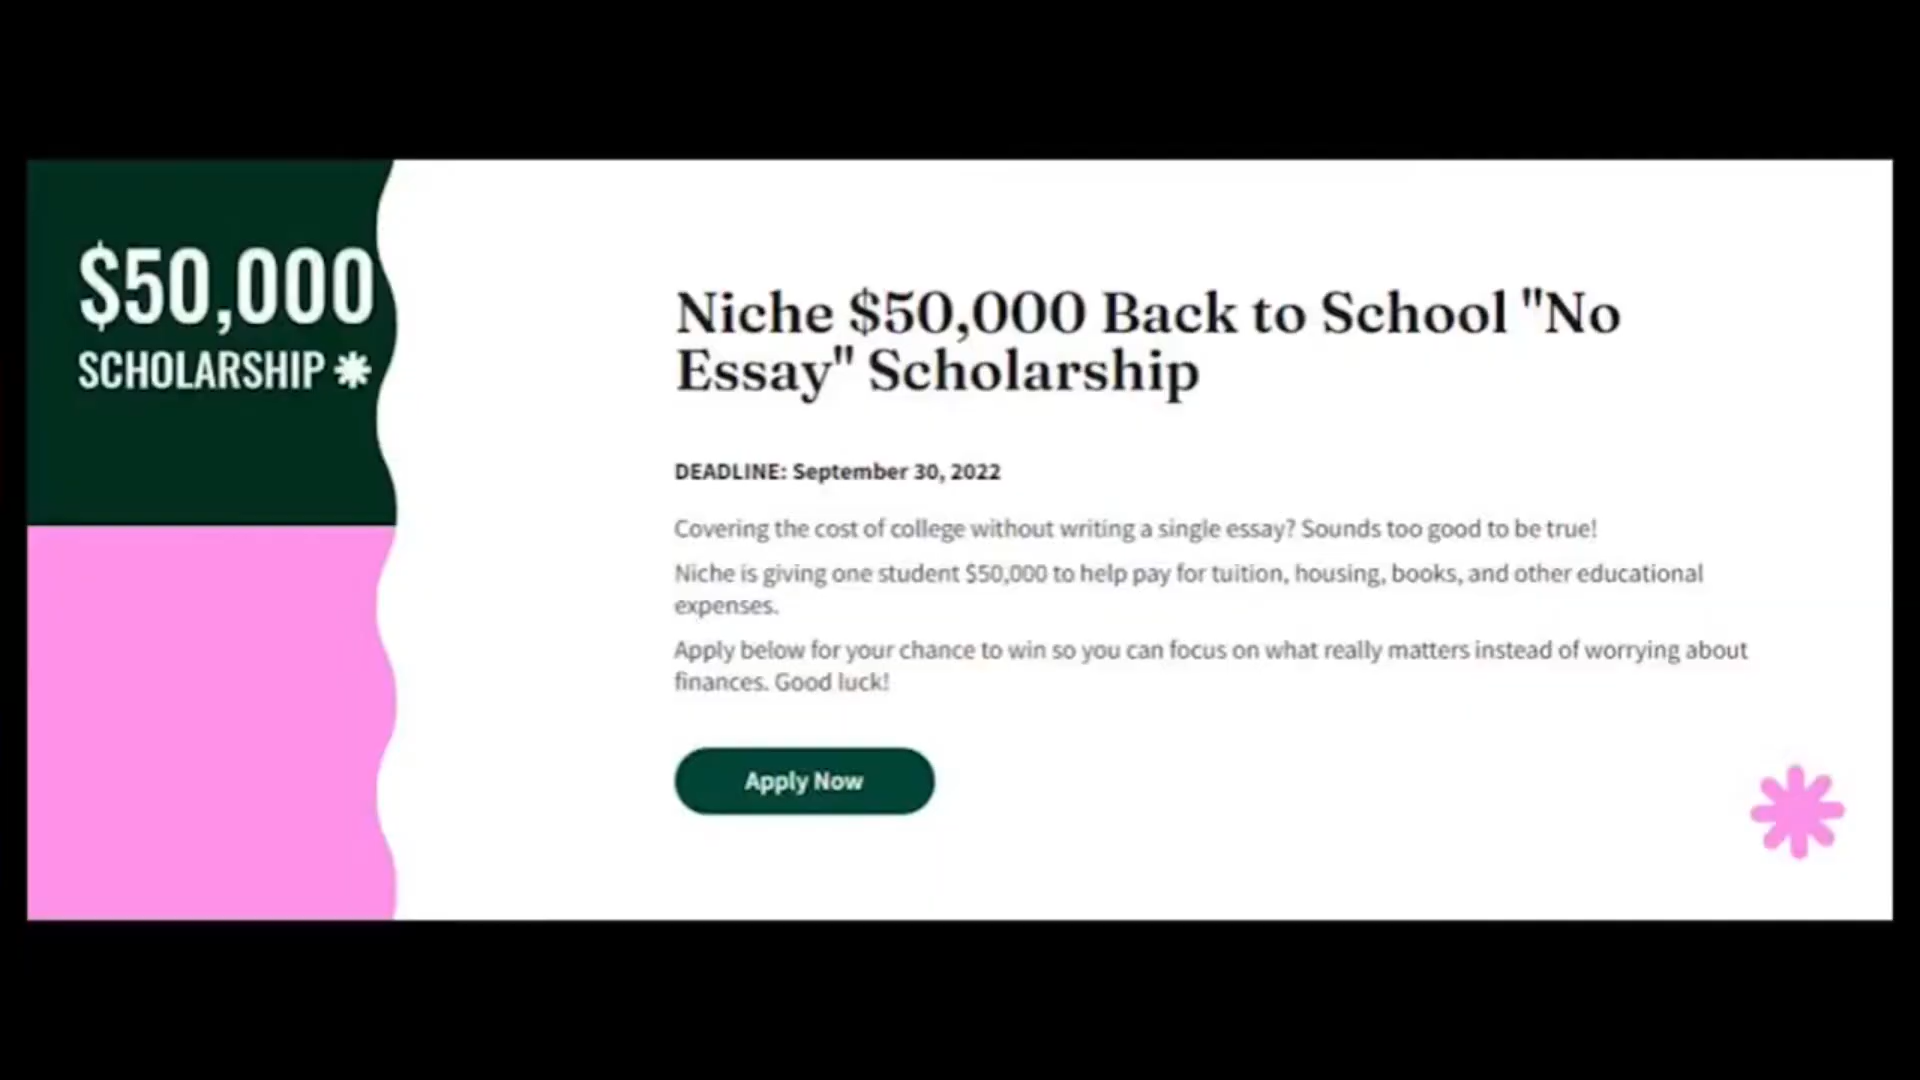 $50,000
SCHOLARSHIP
Niche $50,000 Back to School "No
Essay" Scholarship
DEADLINE: September 30, 2022
Covering the cost of college without writing a single essay? Sounds too good to be true!
Niche is giving one student $50,000 to help pay for tuition, housing, books, and other educational
expenses.
Apply below for your chance to win so you can focus on what really matters instead of worrying about
finances. Good luck!
Apply Now